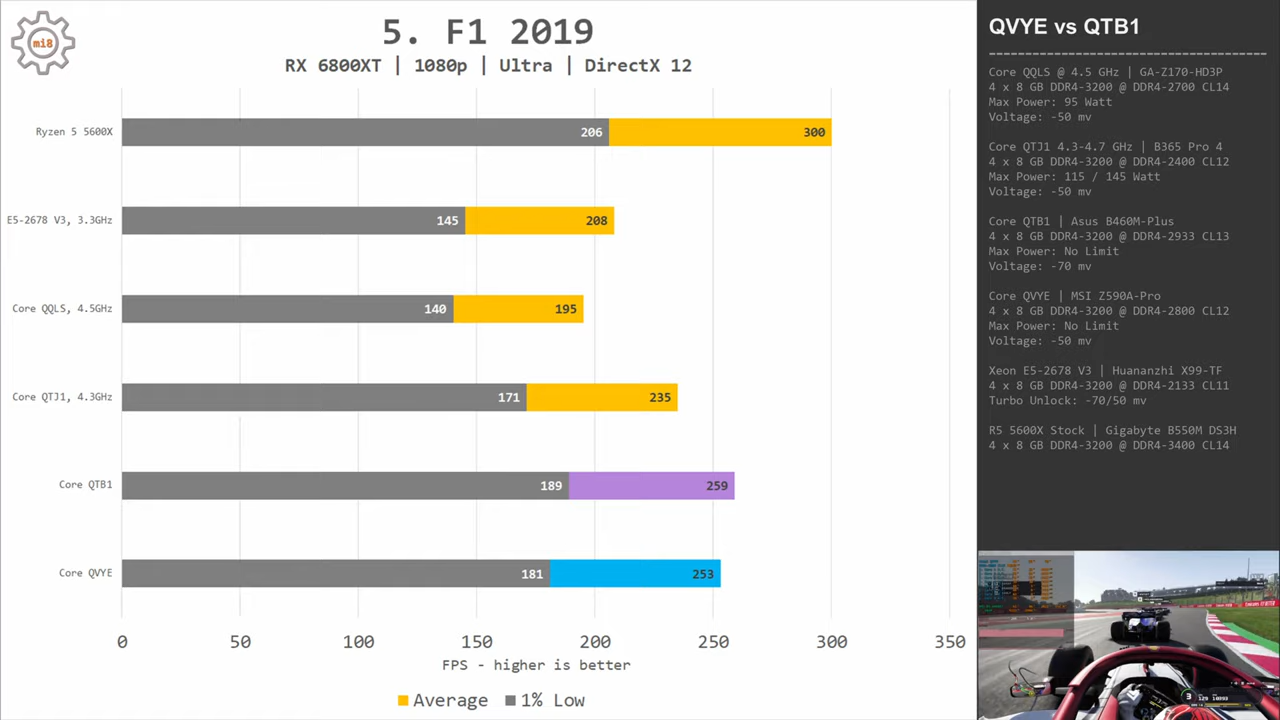 mi8
5. F1 2019
RX 6800XT | 1080p | Ultra | DirectX 12
Ryzen 5 5600X 206 300
E5-2678 V3, 3.3GHz 145 208
Core QQLS, 4.5GHz 140 195
Core QTJ1, 4.3GHz 171 235
Core QTB1 189 259
Core QVYE 181 253
0 50 100 150 200 250 300 350
FPS - higher is better
Average 1% Low
QVYE vs QTB1
---------------------------------------
Core QQLS @ 4.5 GHz | GA-Z170-HD3P
4 x 8 GB DDR4-3200 @ DDR4-2700 CL14
Max Power: 95 Watt
Voltage: -50 mv
Core QTJ1 4.3-4.7 GHz | B365 Pro 4
4 x 8 GB DDR4-3200 @ DDR4-2400 CL12
Max Power: 115 / 145 Watt
Voltage: -50 mv
Core QTB1 | Asus B460M-Plus
4 x 8 GB DDR4-3200 @ DDR4-2933 CL13
Max Power: No Limit
Voltage: -70 mv
Core QVYE | MSI Z590A-Pro
4 x 8 GB DDR4-3200 @ DDR4-2800 CL12
Max Power: No Limit
Voltage: -50 mv
Xeon E5-2678 V3 | Huananzhi X99-TF
4 x 8 GB DDR4-3200 @ DDR4-2133 CL11
Turbo Unlock: -70/50 mv
R5 5600X Stock | Gigabyte B550M DS3H
4 x 8 GB DDR4-3200 @ DDR4-3400 CL14
3